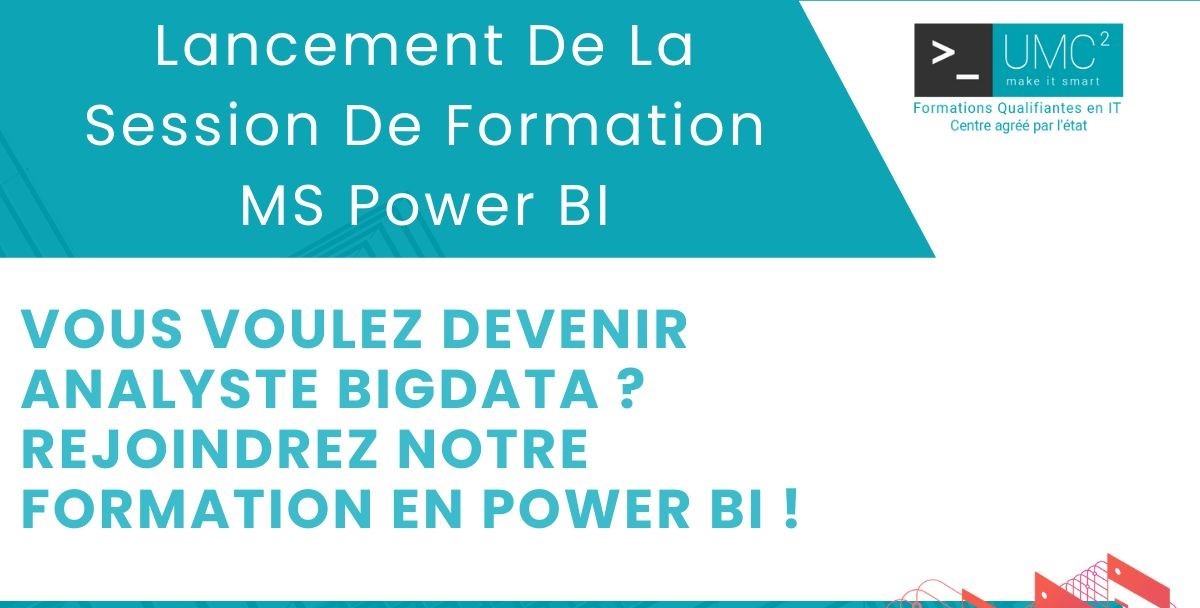 Lancement De La
Session De Formation
MS Power BI
>_ UMC²
make it smart
Formations Qualifiantes en IT
Centre agréé par l'état
VOUS VOULEZ DEVENIR
ANALYSTE BIGDATA ?
REJOINDREZ NOTRE
FORMATION EN POWER BI !